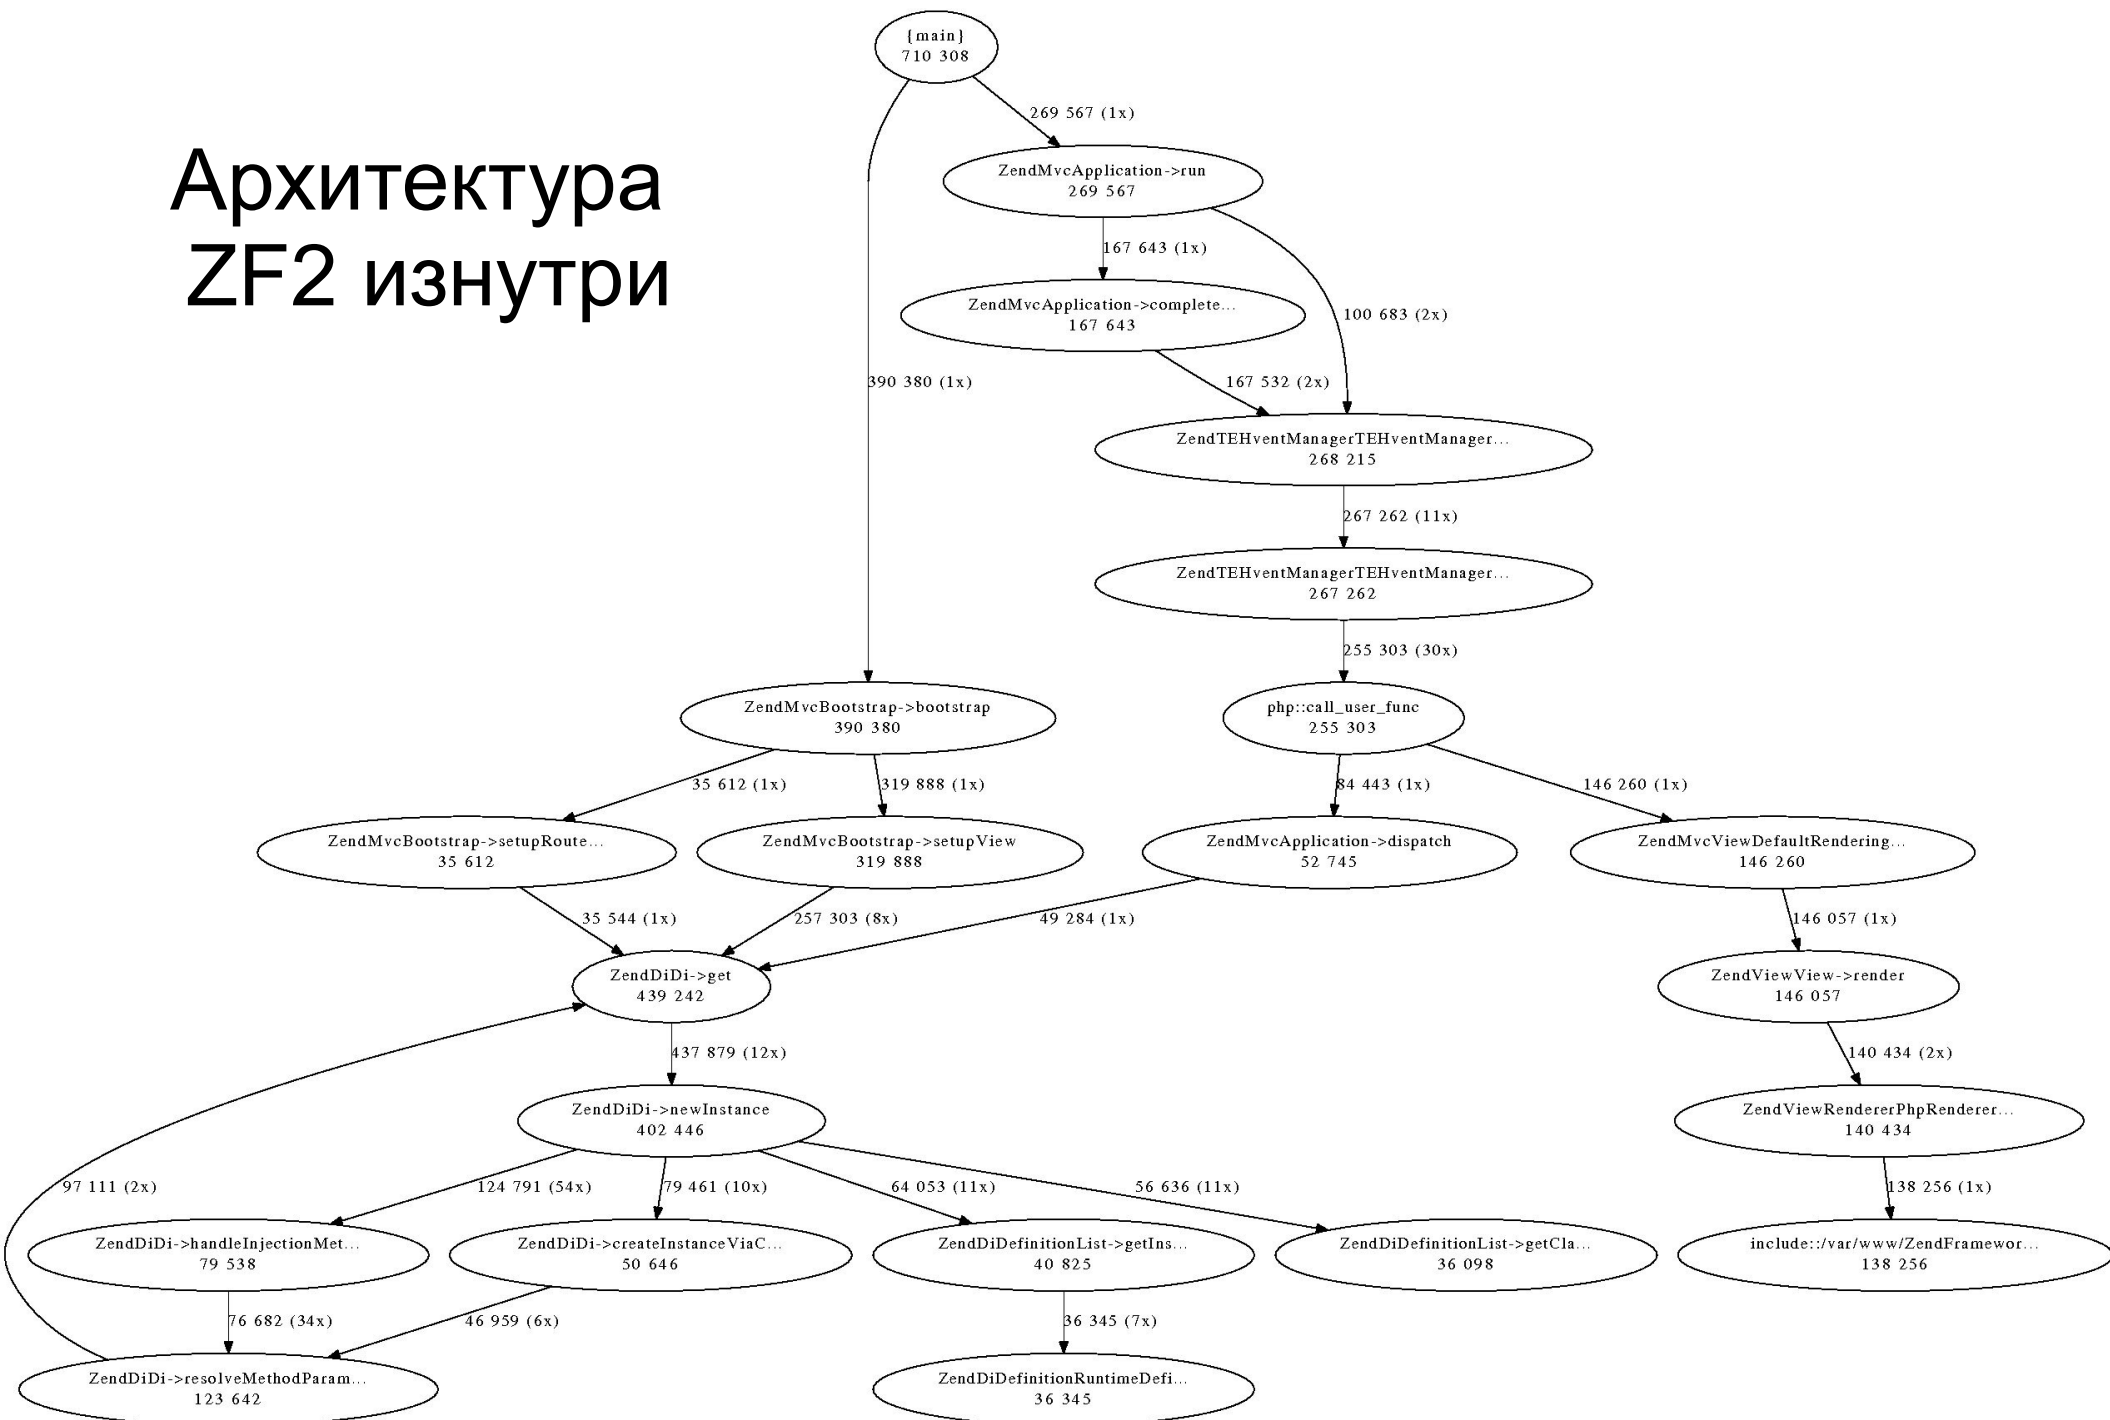 {main}
710 308
269 567 (1x)
Архитектура
ZF2 изнутри
ZendMvcApplication->run
269 567
167 643 (1x)
ZendMvcApplication->complete...
167 643
100 683 (2x)
390 380 (1x)
167 532 (2x)
ZendTEHventManagerTEHventManager...
268 215
267 262 (11x)
ZendTEHventManagerTEHventManager...
267 262
255 303 (30x)
ZendMvcBootstrap->bootstrap
390 380
php::call_user_func
255 303
35 612 (1x)
319 888 (1x)
84 443 (1x)
146 260 (1x)
ZendMvcBootstrap->setupRoute...
35 612
ZendMvcBootstrap->setupView
319 888
ZendMvcApplication->dispatch
52 745
ZendMvcViewDefaultRendering...
146 260
35 544 (1x)
257 303 (8x)
49 284 (1x)
146 057 (1x)
ZendDiDi->get
439 242
ZendViewView->render
146 057
437 879 (12x)
140 434 (2x)
ZendDiDi->newInstance
402 446
ZendViewRendererPhpRenderer...
140 434
97 111 (2x)
124 791 (54x)
79 461 (10x)
64 053 (11x)
56 636 (11x)
138 256 (1x)
ZendDiDi->handleInjectionMet...
79 538
ZendDiDi->createInstanceViaC...
50 646
ZendDiDefinitionList->getIns...
40 825
ZendDiDefinitionList->getCla...
36 098
include::/var/www/ZendFramewor...
138 256
76 682 (34x)
46 959 (6x)
36 345 (7x)
ZendDiDi->resolveMethodParam...
123 642
ZendDiDefinitionRuntimeDefi...
36 345